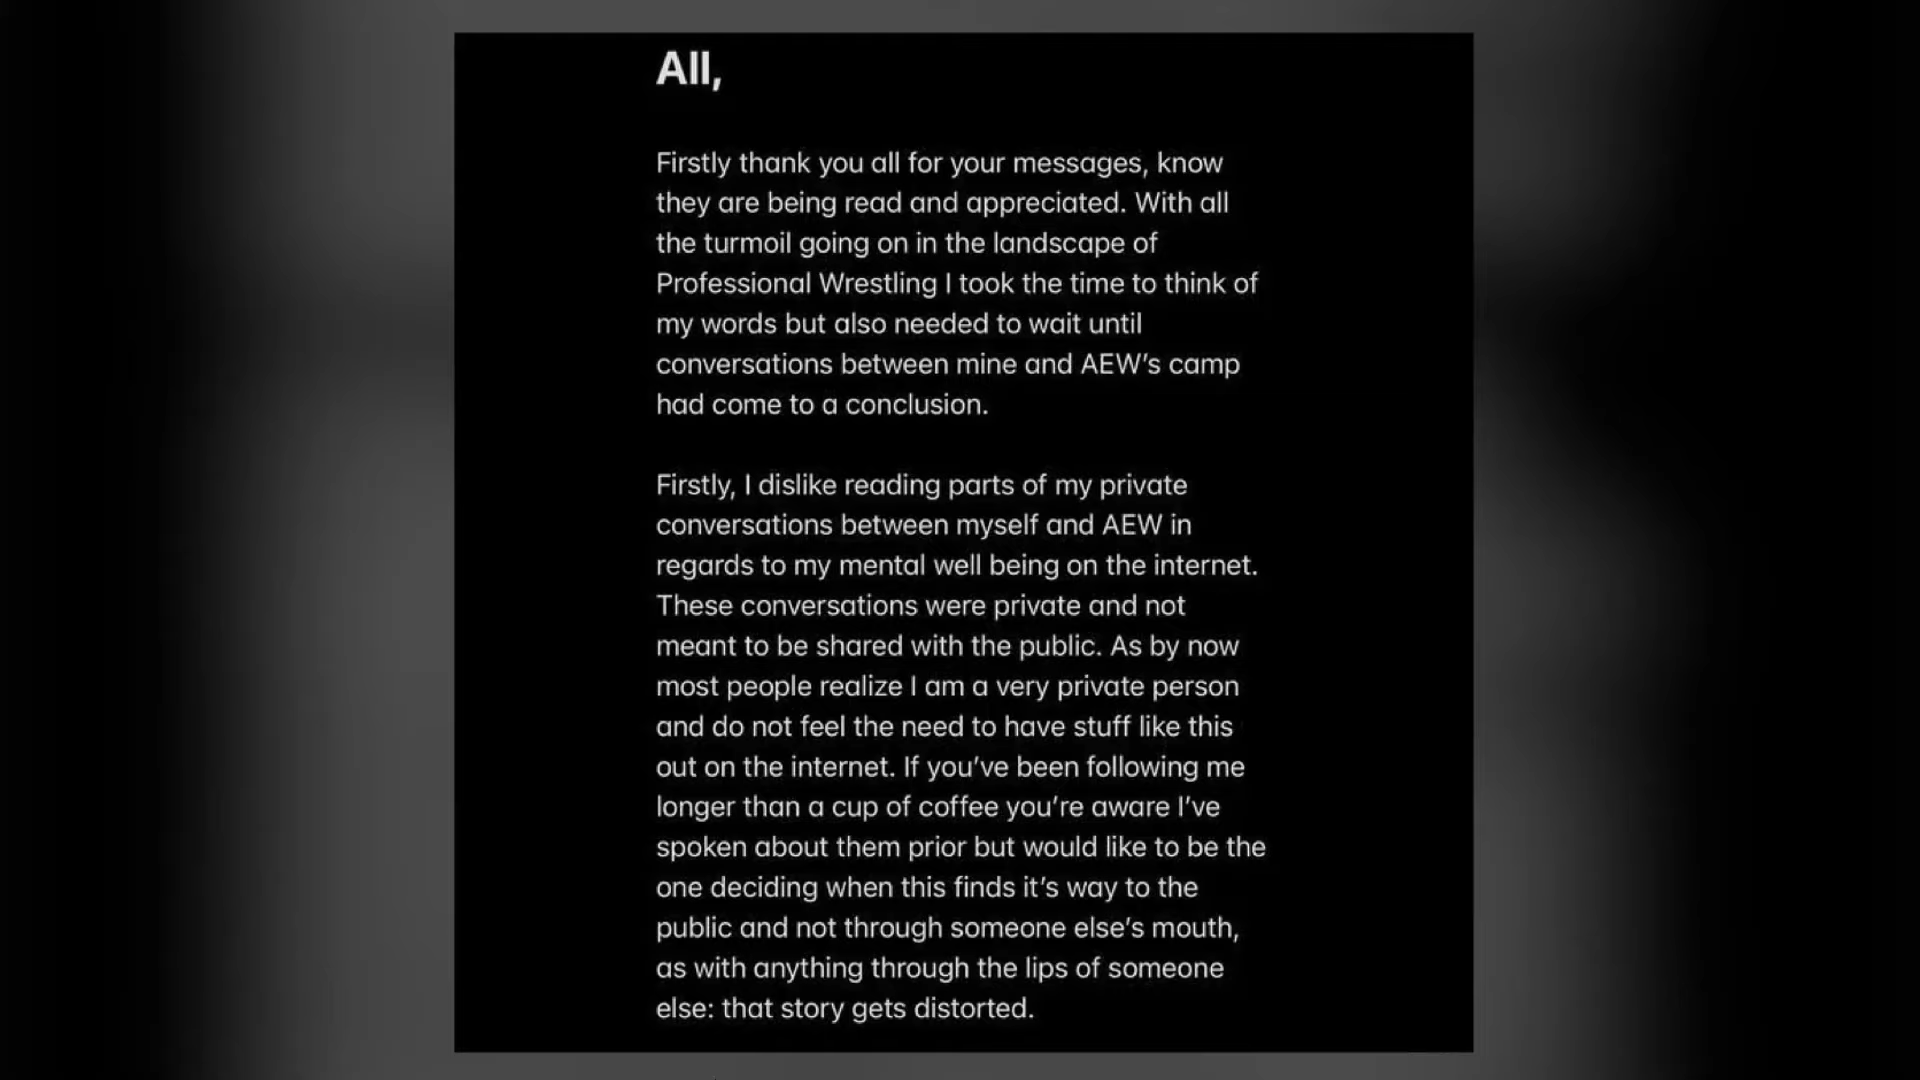 All,
Firstly thank you all for your messages, know
they are being read and appreciated. With all
the turmoil going on in the landscape of
Professional Wrestling I took the time to think of
my words but also needed to wait until
conversations between mine and AEW’s camp
had come to a conclusion.
Firstly, I dislike reading parts of my private
conversations between myself and AEW in
regards to my mental well being on the internet.
These conversations were private and not
meant to be shared with the public. As by now
most people realize I am a very private person
and do not feel the need to have stuff like this
out on the internet. If you’ve been following me
longer than a cup of coffee you’re aware I’ve
spoken about them prior but would like to be the
one deciding when this finds it’s way to the
public and not through someone else’s mouth,
as with anything through the lips of someone
else: that story gets distorted.